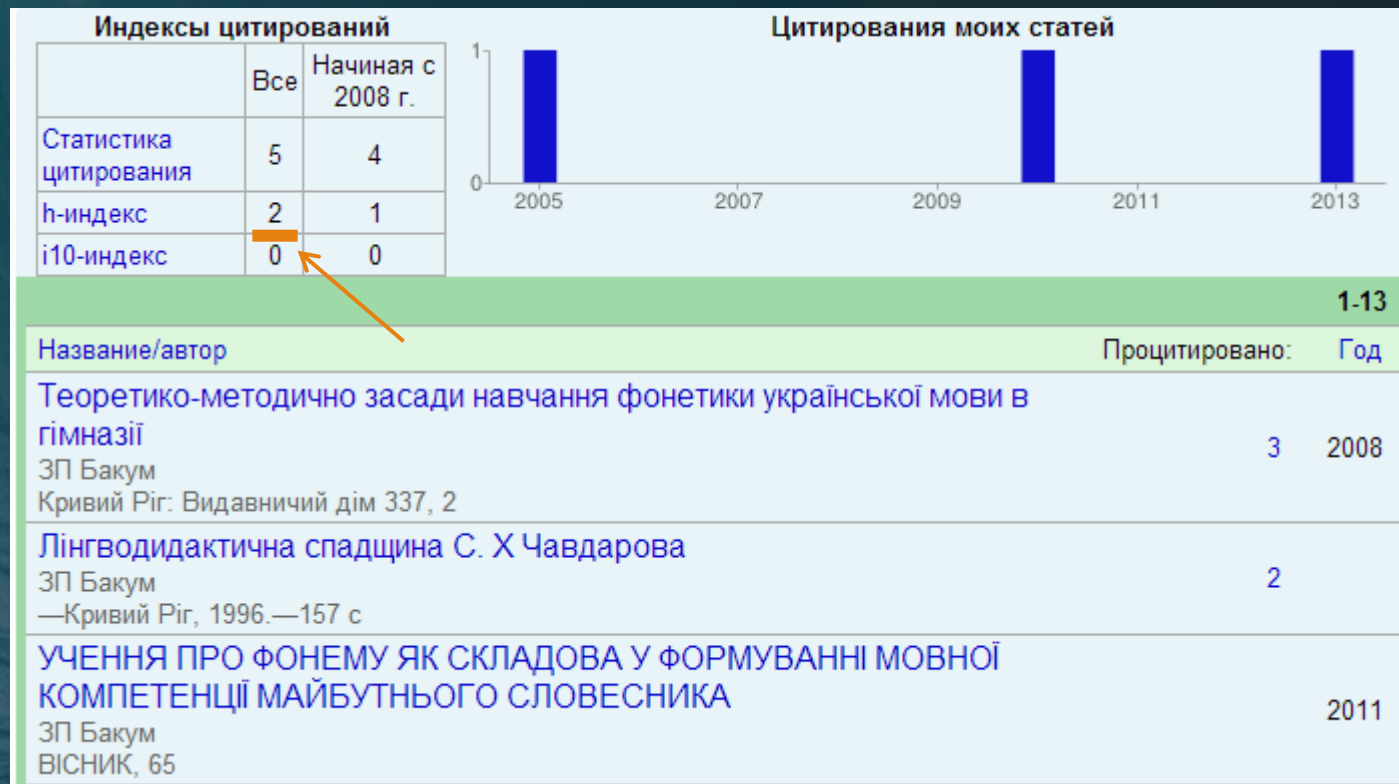 Индексы цитирований
Все
Начиная с
2008 г.
Статистика
цитирования
5
4
h-индекс
2
1
i10-индекс
0
0
Цитирования моих статей
1
0
2005
2007
2009
2011
2013
1-13
Название/автор
Процитировано:
Год
Теоретико-методично засади навчання фонетики української мови в
гімназії
ЗП Бакум
Кривий Ріг: Видавничий дім 337, 2
3
2008
Лінгводидактична спадщина С. Х Чавдарова
ЗП Бакум
—Кривий Ріг, 1996.—157 с
2
УЧЕННЯ ПРО ФОНЕМУ ЯК СКЛАДОВА У ФОРМУВАННІ МОВНОЇ
КОМПЕТЕНЦІЇ МАЙБУТНЬОГО СЛОВЕСНИКА
ЗП Бакум
ВІСНИК, 65
2011